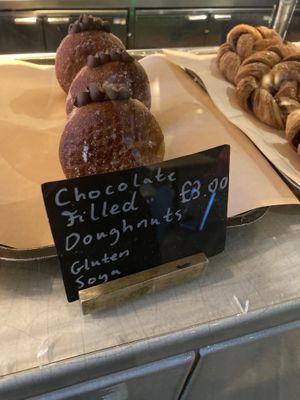 Chocolate
filled £3.00
Doughnuts
Gluten
Soya